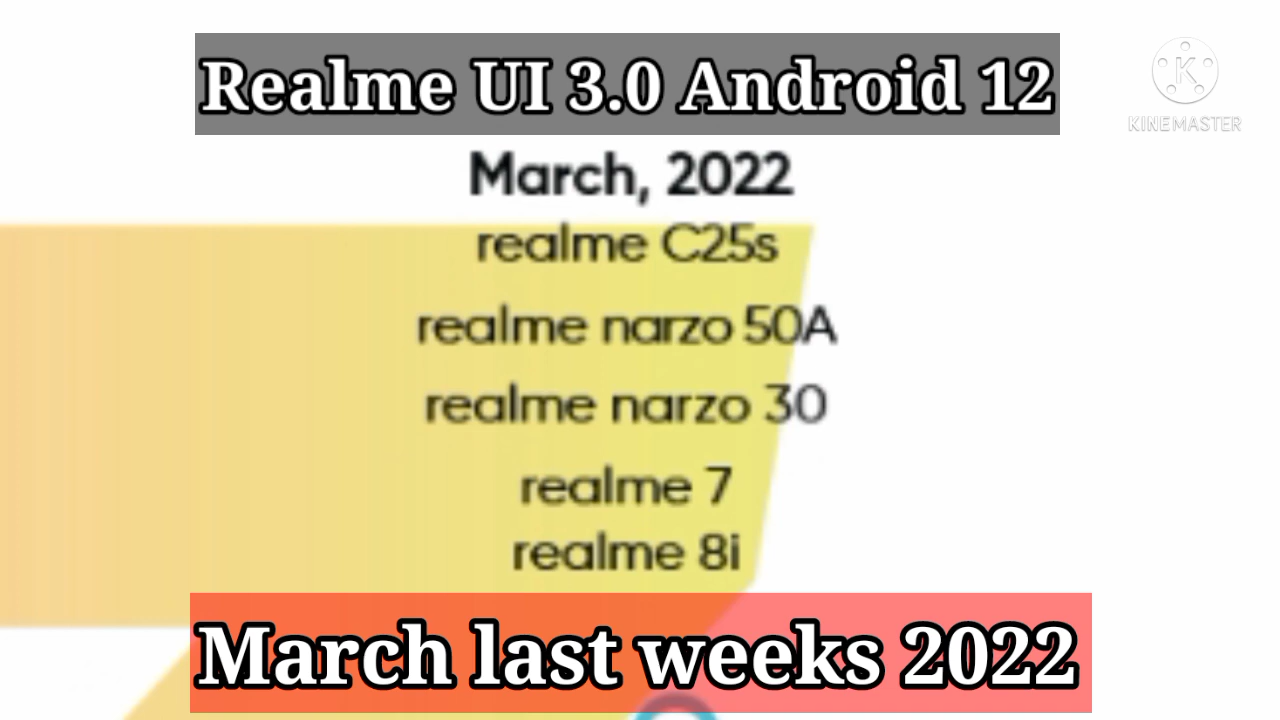 Realme UI 3.0 Android 12
KINEMASTER
March, 2022
realme C25s
realme narzo 50A
realme narzo 30
realme 7
realme 8i
March last weeks 2022